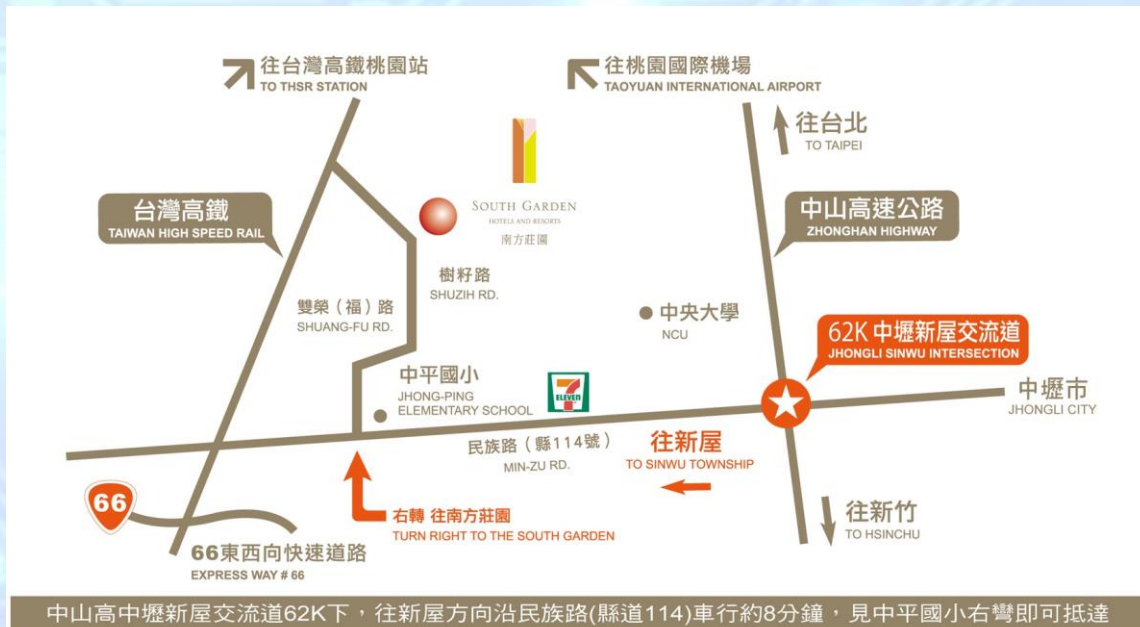 往台灣高鐵桃園站
TO THSR STATION
往桃園國際機場
TAOYUAN INTERNATIONAL AIRPORT
往台北
TO TAIPEI
SOUTH GARDEN
HOTELS AND RESORTS
南方莊園
台灣高鐵
TAIWAN HIGH SPEED RAIL
中山高速公路
ZHONGHAN HIGHWAY
樹籽路
SHUZIH RD.
雙榮（福）路
SHUANG-FU RD.
中央大學
NCU
62K 中壢新屋交流道
JHONGLI SINWU INTERSECTION
中平國小
JHONG-PING
ELEMENTARY SCHOOL
7
ELEVEN
中壢市
JHONGLI CITY
民族路（縣114號）
MIN-ZU RD.
往新屋
TO SINWU TOWNSHIP
66
右轉 往南方莊園
TURN RIGHT TO THE SOUTH GARDEN
往新竹
TO HSINCHU
66東西向快速道路
EXPRESS WAY # 66
中山高中壢新屋交流道62K下，往新屋方向沿民族路(縣道114)車行約8分鐘，見中平國小右彎即可抵達